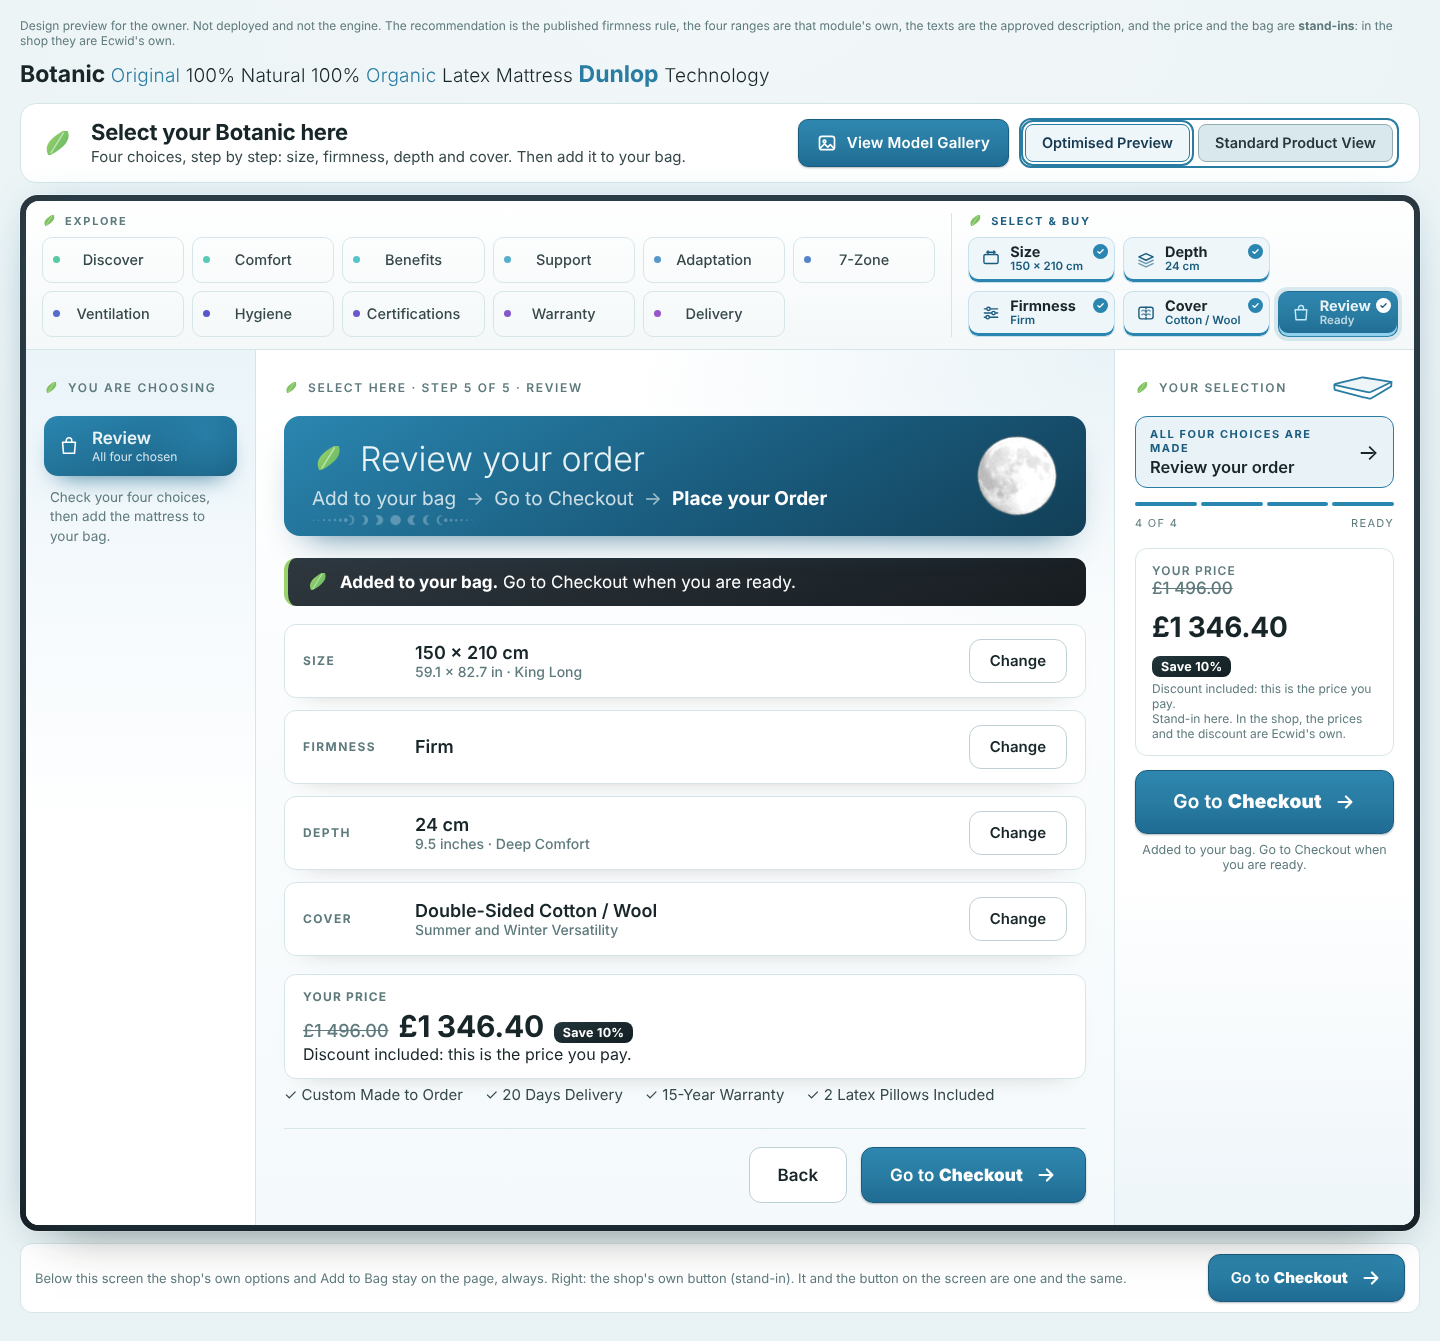 Design preview for the owner. Not deployed and not the engine. The recommendation is the published firmness rule, the four ranges are that module's own, the texts are the approved description, and the price and the bag are stand-ins: in the
shop they are Ecwid's own.
Botanic Original 100% Natural 100% Organic Latex Mattress Dunlop Technology
Select your Botanic here
Four choices, step by step: size, firmness, depth and cover. Then add it to your bag.
View Model Gallery
Optimised Preview
Standard Product View
EXPLORE
Discover
Comfort
Benefits
Support
Adaptation
7-Zone
Ventilation
Hygiene
Certifications
Warranty
Delivery
SELECT & BUY
Size
150 × 210 cm
Depth
24 cm
Firmness
Firm
Cover
Cotton / Wool
Review
Ready
YOU ARE CHOOSING
Review
All four chosen
Check your four choices,
then add the mattress to
your bag.
SELECT HERE · STEP 5 OF 5 · REVIEW
Review your order
Add to your bag → Go to Checkout → Place your Order
Added to your bag. Go to Checkout when you are ready.
SIZE
150 × 210 cm
59.1 × 82.7 in · King Long
Change
FIRMNESS
Firm
Change
DEPTH
24 cm
9.5 inches · Deep Comfort
Change
COVER
Double-Sided Cotton / Wool
Summer and Winter Versatility
Change
YOUR PRICE
£1 496.00 £1 346.40 Save 10%
Discount included: this is the price you pay.
✓ Custom Made to Order ✓ 20 Days Delivery ✓ 15-Year Warranty ✓ 2 Latex Pillows Included
Back
Go to Checkout →
YOUR SELECTION
ALL FOUR CHOICES ARE
MADE
Review your order →
4 OF 4
READY
YOUR PRICE
£1 496.00
£1 346.40
Save 10%
Discount included: this is the price you
pay.
Stand-in here. In the shop, the prices
and the discount are Ecwid's own.
Go to Checkout →
Added to your bag. Go to Checkout when
you are ready.
Below this screen the shop's own options and Add to Bag stay on the page, always. Right: the shop's own button (stand-in). It and the button on the screen are one and the same.
Go to Checkout →